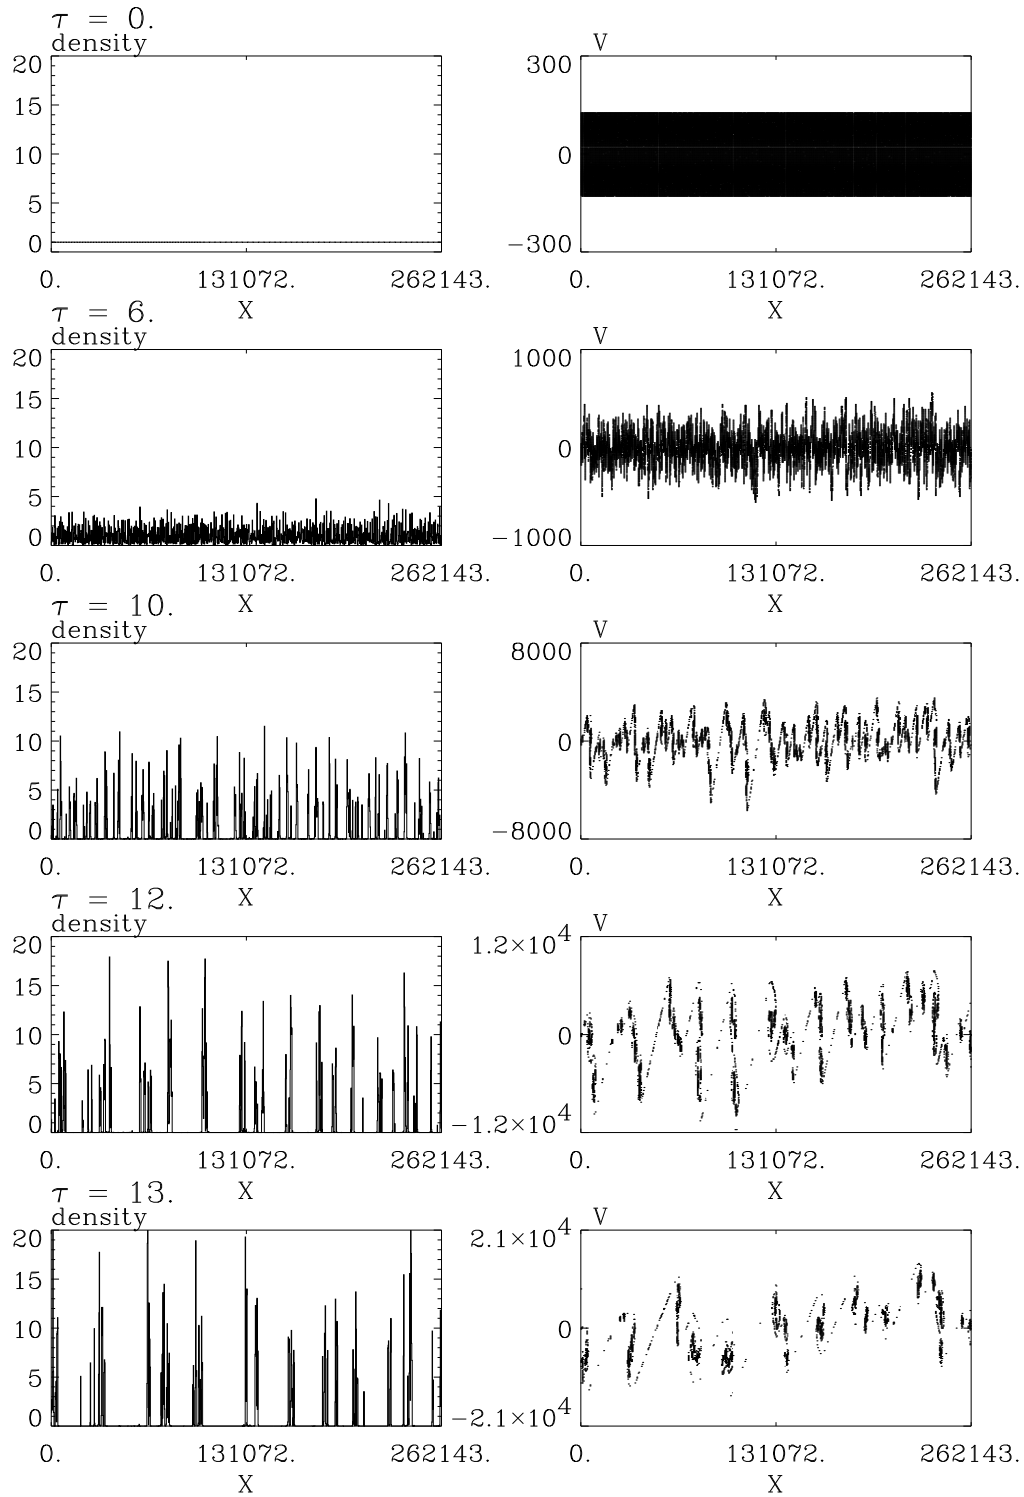 τ = 0.
density
V
20
15
10
5
0
300
0
−300
0. 131072. 262143.
X
0. 131072. 262143.
X
τ = 6.
density
V
20
15
10
5
0
1000
0
−1000
0. 131072. 262143.
X
0. 131072. 262143.
X
τ = 10.
density
V
20
15
10
5
0
8000
0
−8000
0. 131072. 262143.
X
0. 131072. 262143.
X
τ = 12.
density
V
20
15
10
5
0
1.2×10⁴
0
−1.2×10⁴
0. 131072. 262143.
X
0. 131072. 262143.
X
τ = 13.
density
V
20
15
10
5
0
2.1×10⁴
0
−2.1×10⁴
0. 131072. 262143.
X
0. 131072. 262143.
X